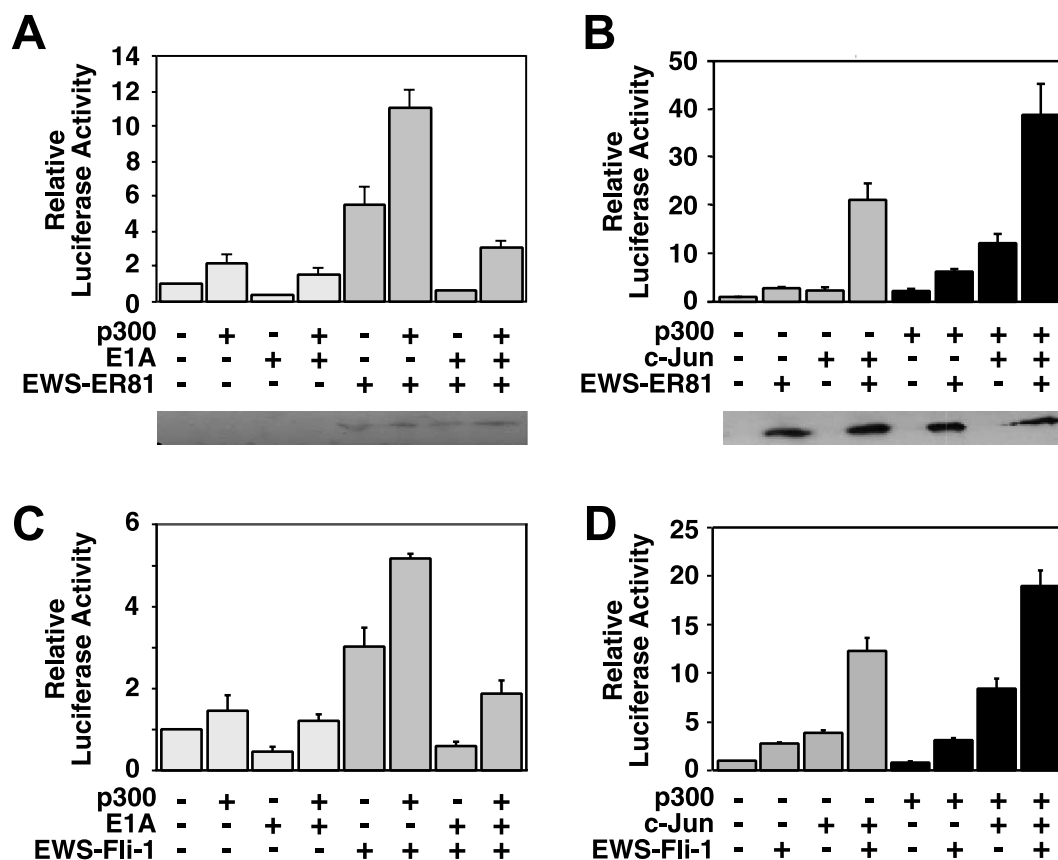 A
Relative
Luciferase Activity
14
12
10
8
6
4
2
0
p300 - + - + - + - +
E1A - - + + - - + +
EWS-ER81 - - - - + + + +
B
Relative
Luciferase Activity
50
40
30
20
10
0
p300 - - - - + + + +
c-Jun - - + + - - + +
EWS-ER81 - + - + - + - +
C
Relative
Luciferase Activity
6
4
2
0
p300 - + - + - + - +
E1A - - + + - - + +
EWS-Fli-1 - - - - + + + +
D
Relative
Luciferase Activity
25
20
15
10
5
0
p300 - - - - + + + +
c-Jun - - + + - - + +
EWS-Fli-1 - + - + - + - +